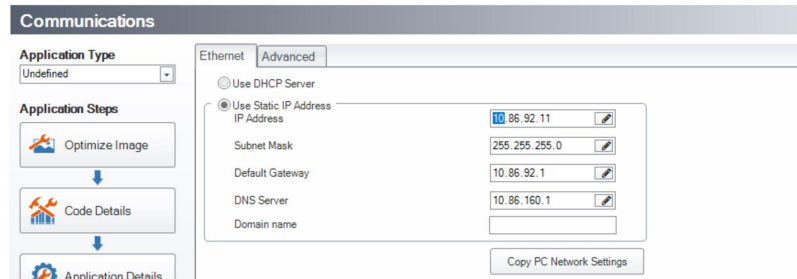 Communications
Application Type
Undefined
Application Steps
Optimize Image
Code Details
Application Details
Ethernet
Advanced
Use DHCP Server
Use Static IP Address
IP Address
10.86.92.11
Subnet Mask
255.255.255.0
Default Gateway
10.86.92.1
DNS Server
10.86.160.1
Domain name
Copy PC Network Settings